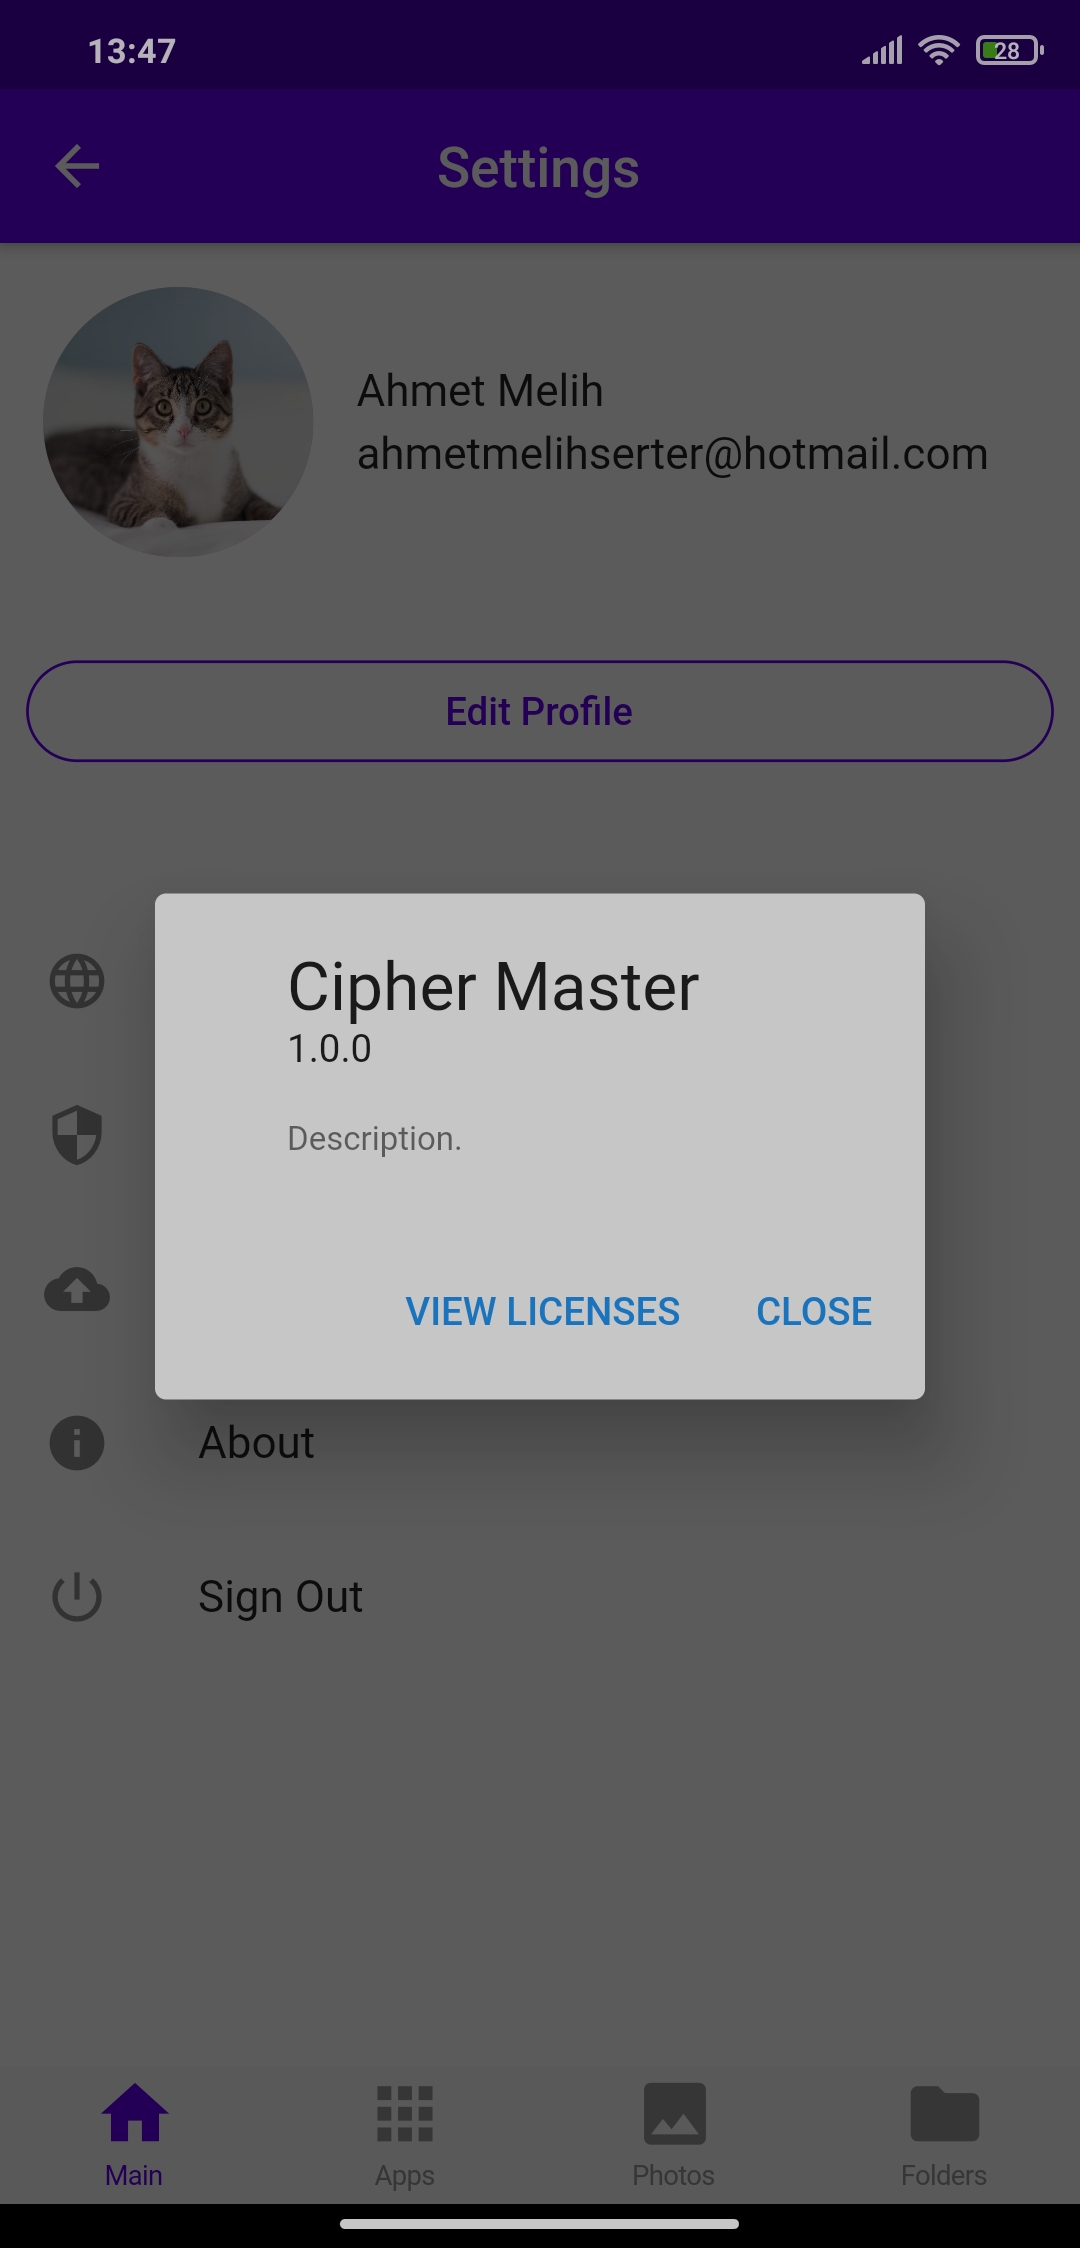 13:47
28
Settings
Ahmet Melih
ahmetmelihserter@hotmail.com
Edit Profile
Cipher Master
1.0.0
Description.
VIEW LICENSES CLOSE
About
Sign Out
Main Apps Photos Folders